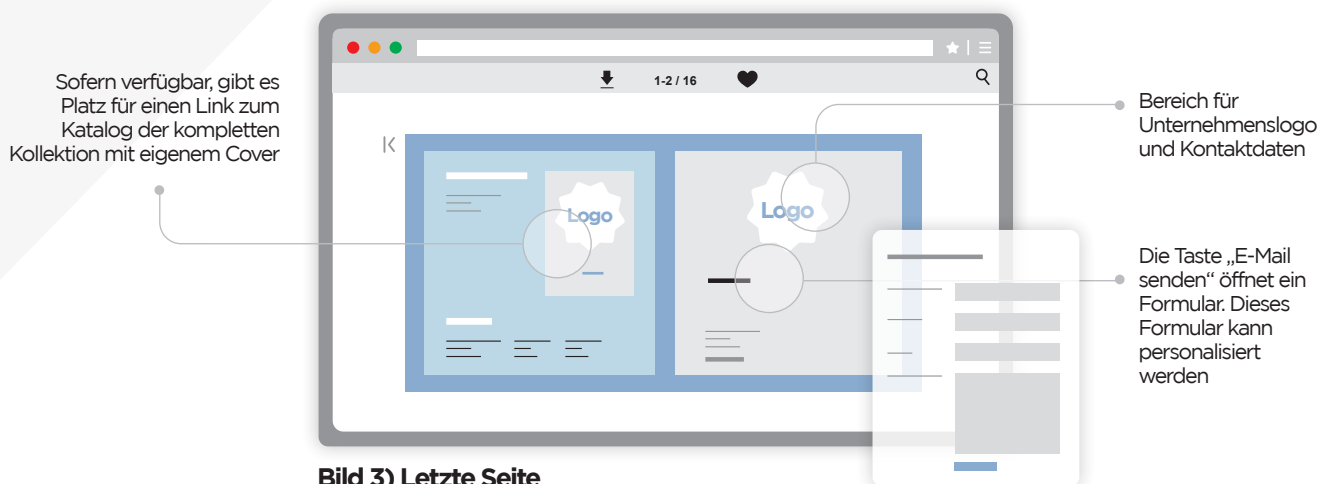 1-2 / 16
Sofern verfügbar, gibt es
Platz für einen Link zum
Katalog der kompletten
Kollektion mit eigenem Cover
Logo
Logo
Bereich für
Unternehmenslogo
und Kontaktdaten
Die Taste „E-Mail
senden“ öffnet ein
Formular. Dieses
Formular kann
personalisiert
werden
Bild 3) Letzte Seite